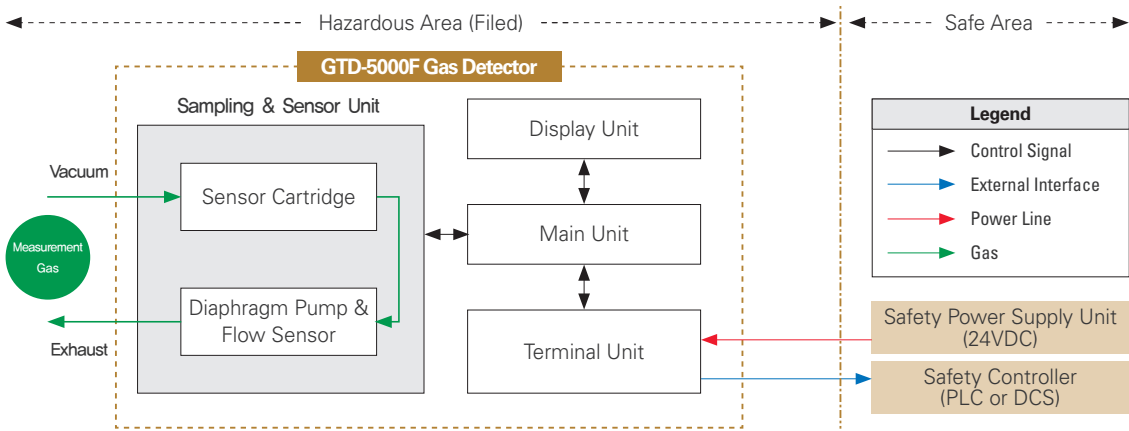 Hazardous Area (Filed)
Safe Area
GTD-5000F Gas Detector
Sampling & Sensor Unit
Vacuum
Sensor Cartridge
Measurement
Gas
Diaphragm Pump &
Flow Sensor
Exhaust
Display Unit
Main Unit
Terminal Unit
Legend
Control Signal
External Interface
Power Line
Gas
Safety Power Supply Unit
(24VDC)
Safety Controller
(PLC or DCS)